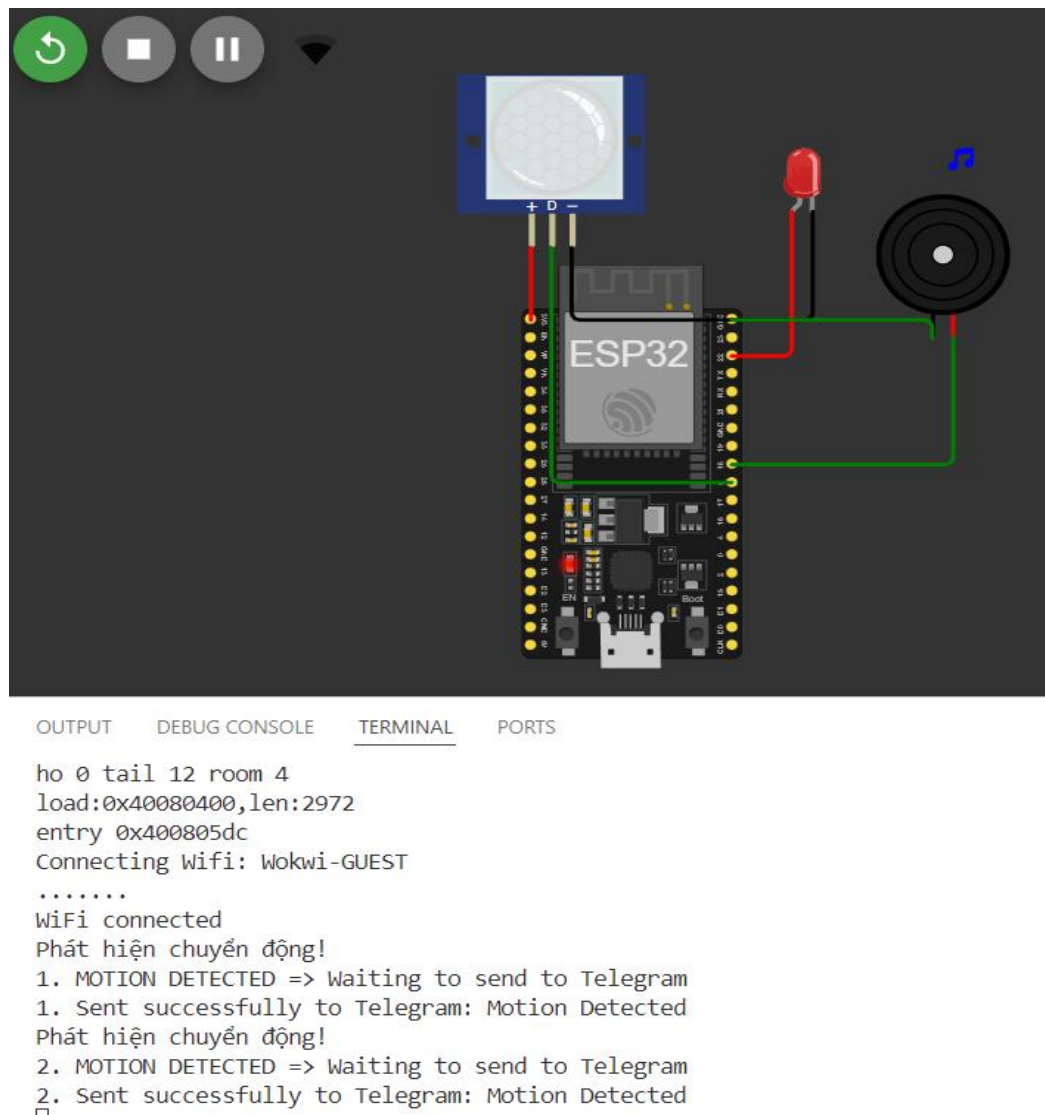 + D −
ESP32
EN
Boot
OUTPUT DEBUG CONSOLE TERMINAL PORTS
ho 0 tail 12 room 4
load:0x40080400,len:2972
entry 0x400805dc
Connecting Wifi: Wokwi-GUEST
.......
WiFi connected
Phát hiện chuyển động!
1. MOTION DETECTED => Waiting to send to Telegram
1. Sent successfully to Telegram: Motion Detected
Phát hiện chuyển động!
2. MOTION DETECTED => Waiting to send to Telegram
2. Sent successfully to Telegram: Motion Detected